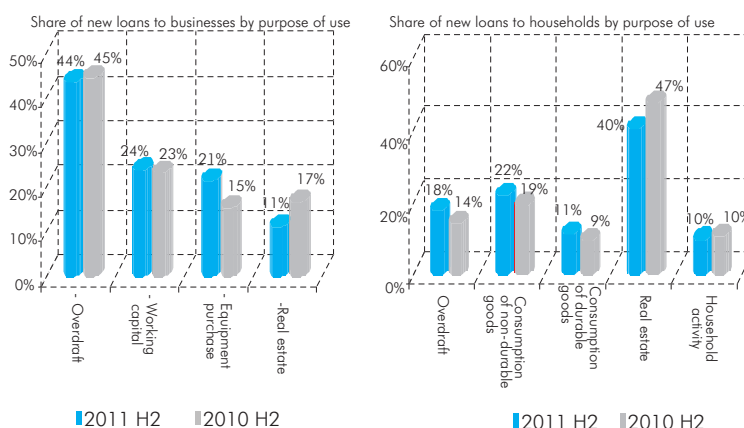 Share of new loans to businesses by purpose of use
50%
40%
30%
20%
10%
0%
44%
45%
24%
23%
21%
15%
11%
17%
- Overdraft
- Working
capital
- Equipment
purchase
-Real estate
2011 H2
2010 H2
Share of new loans to households by purpose of use
60%
40%
20%
0%
18%
14%
22%
19%
11%
9%
40%
47%
10%
10%
Overdraft
Consumption
of non-durable
goods
Consumption
of durable
goods
Real estate
Household
activity
2011 H2
2010 H2